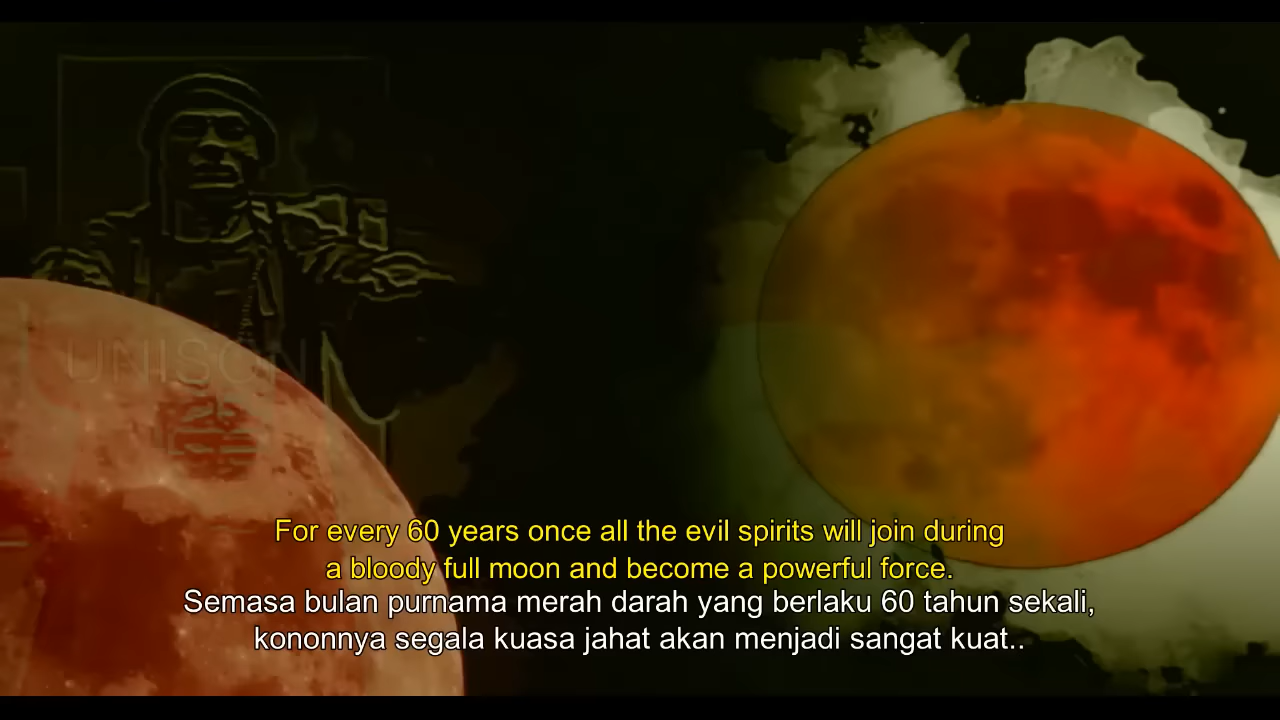 UNISON
For every 60 years once all the evil spirits will join during
a bloody full moon and become a powerful force.
Semasa bulan purnama merah darah yang berlaku 60 tahun sekali,
kononnya segala kuasa jahat akan menjadi sangat kuat..